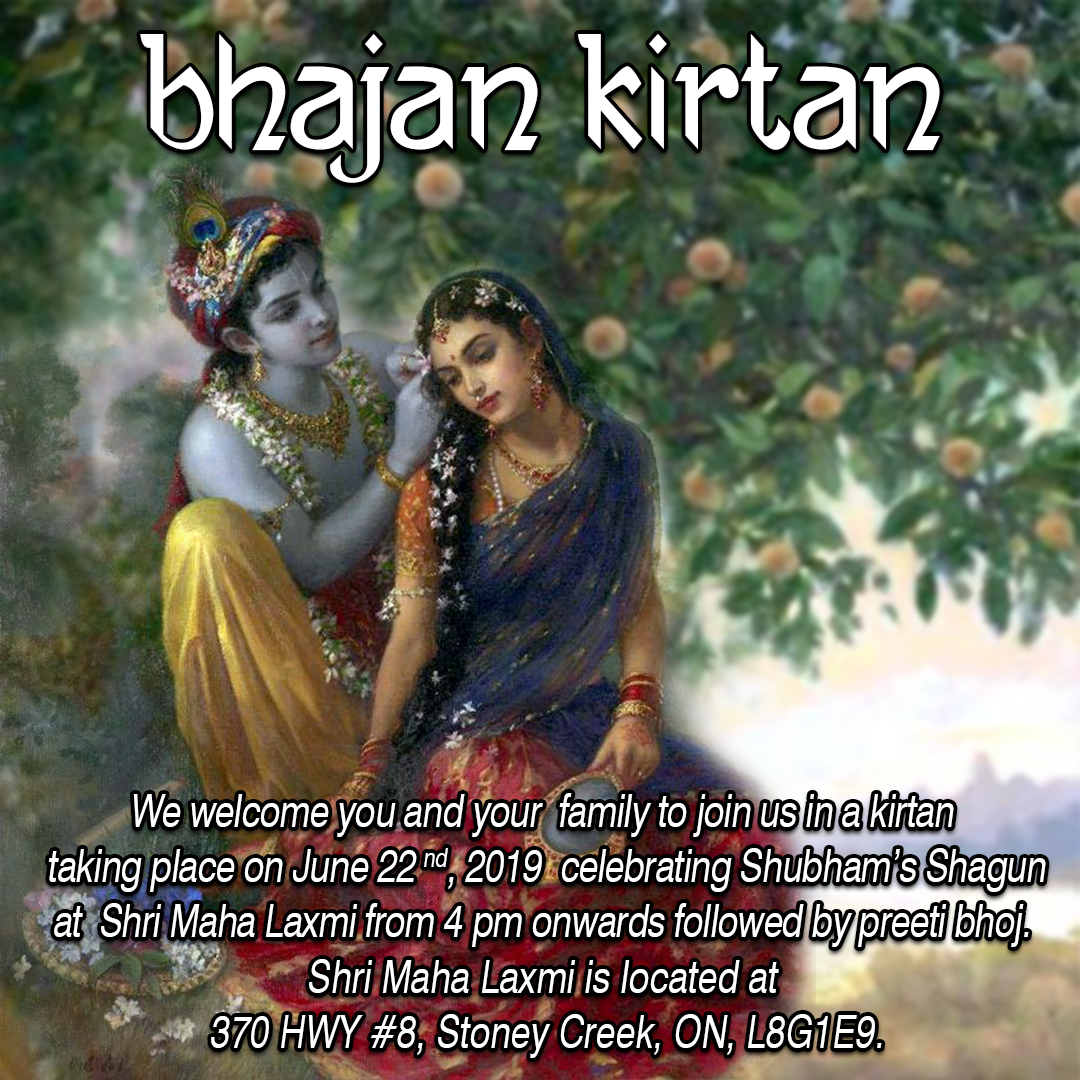 bhajan kirtan
We welcome you and your family to join us in a kirtan
taking place on June 22nd, 2019 celebrating Shubham's Shagun
at Shri Maha Laxmi from 4 pm onwards followed by preeti bhoj.
Shri Maha Laxmi is located at
370 HWY #8, Stoney Creek, ON, L8G1E9.